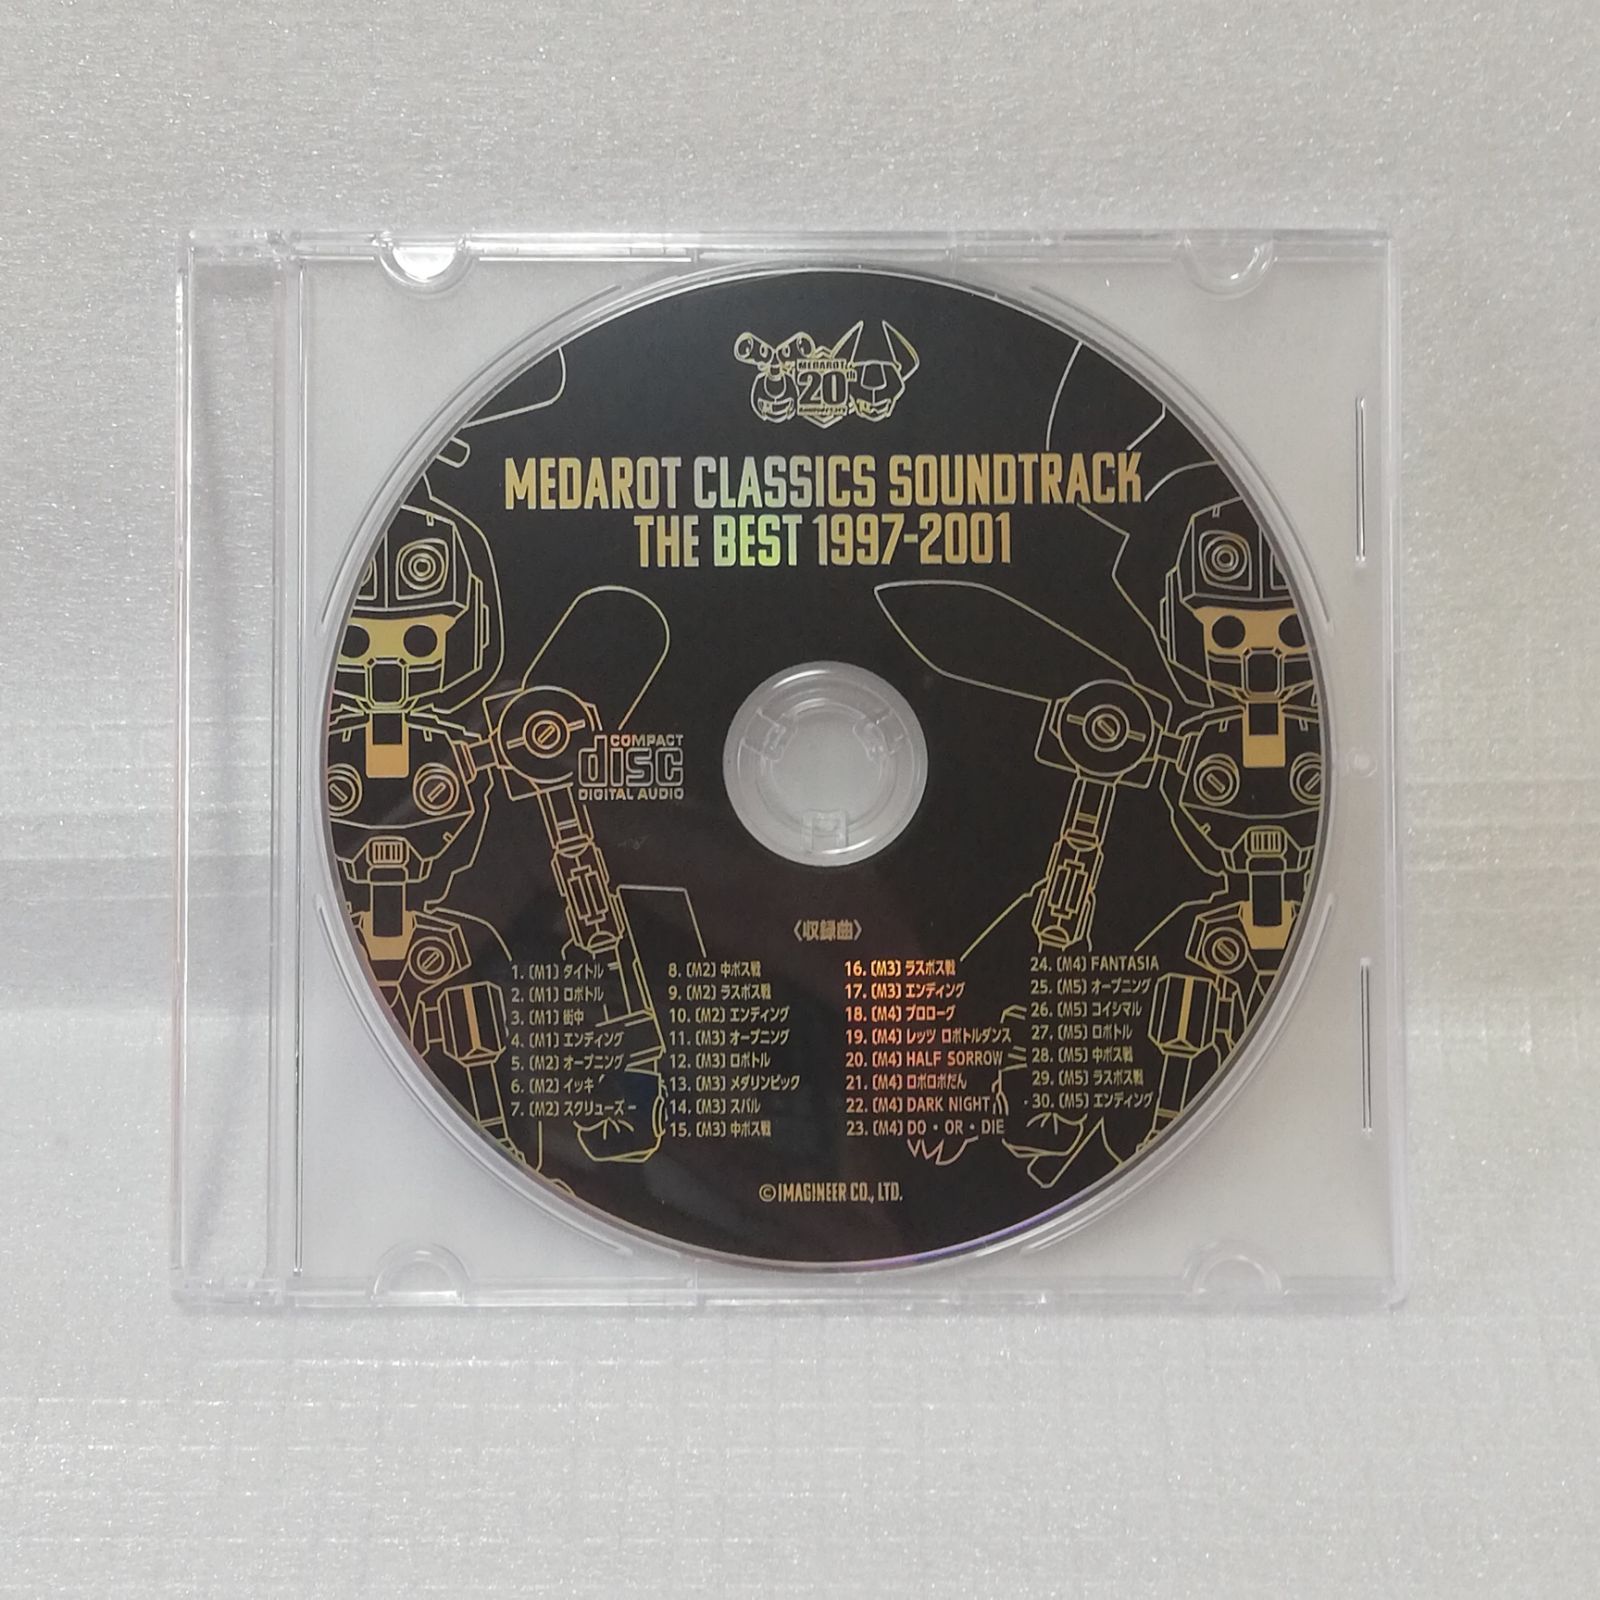 MEDAROT
20th
Anniversary
MEDAROT CLASSICS SOUNDTRACK
THE BEST 1997-2001
COMPACT
disc
DIGITAL AUDIO
〈収録曲〉
1. (M1) タイトル
2. (M1) ロボトル
3. (M1) 街中
4. (M1) エンディング
5. (M2) オープニング
6. (M2) イッキ
7. (M2) スクリューズ
8. (M2) 中ボス戦
9. (M2) ラスボス戦
10. (M2) エンディング
11. (M3) オープニング
12. (M3) ロボトル
13. (M3) メダリンピック
14. (M3) スバル
15. (M3) 中ボス戦
16. (M3) ラスボス戦
17. (M3) エンディング
18. (M4) プロローグ
19. (M4) レッツ ロボトルダンス
20. (M4) HALF SORROW
21. (M4) ロボロボだん
22. (M4) DARK NIGHT
23. (M4) DO・OR・DIE
24. (M4) FANTASIA
25. (M5) オープニング
26. (M5) コイシマル
27. (M5) ロボトル
28. (M5) 中ボス戦
29. (M5) ラスボス戦
30. (M5) エンディング
©IMAGINEER CO., LTD.